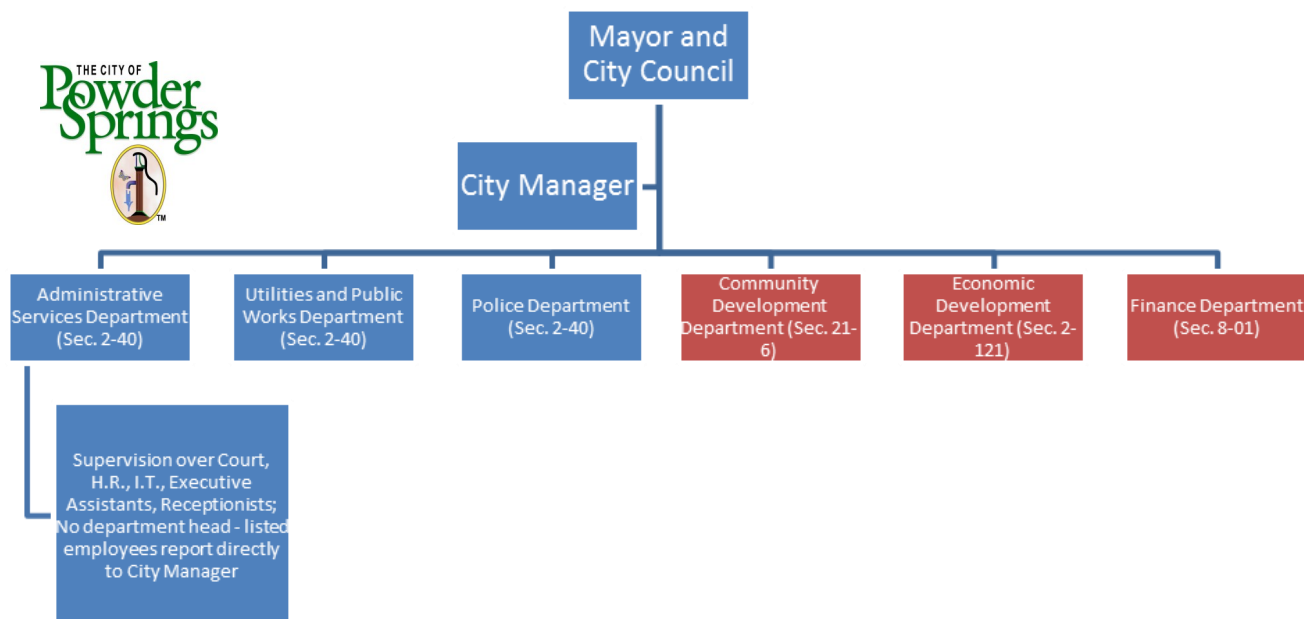 Mayor and
City Council
THE CITY OF
Powder
Springs
TM
City Manager
Administrative
Services Department
(Sec. 2-40)
Utilities and Public
Works Department
(Sec. 2-40)
Police Department
(Sec. 2-40)
Community
Development
Department (Sec. 21-
6)
Economic
Development
Department (Sec. 2-
121)
Finance Department
(Sec. 8-01)
Supervision over Court,
H.R., I.T., Executive
Assistants, Receptionists;
No department head - listed
employees report directly
to City Manager